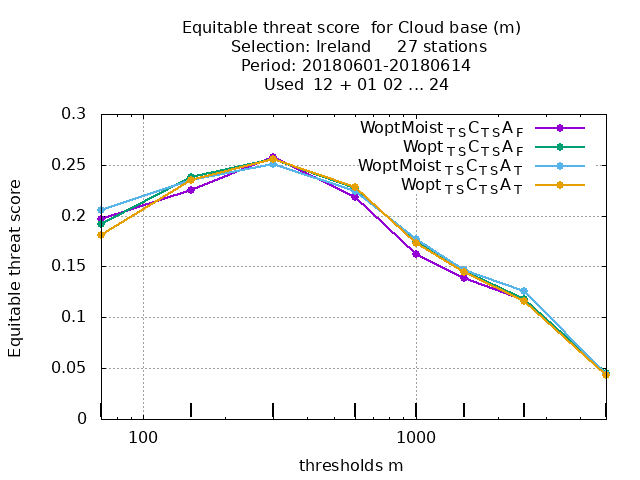 Equitable threat score  for Cloud base (m)
Selection: Ireland     27 stations
Period: 20180601-20180614
Used  12 + 01 02 ... 24
0.3
0.25
0.2
0.15
0.1
0.05
0
Equitable threat score
WoptMoist TS C TS A F
Wopt TS C TS A F
WoptMoist TS C TS A T
Wopt TS C TS A T
100
1000
thresholds m